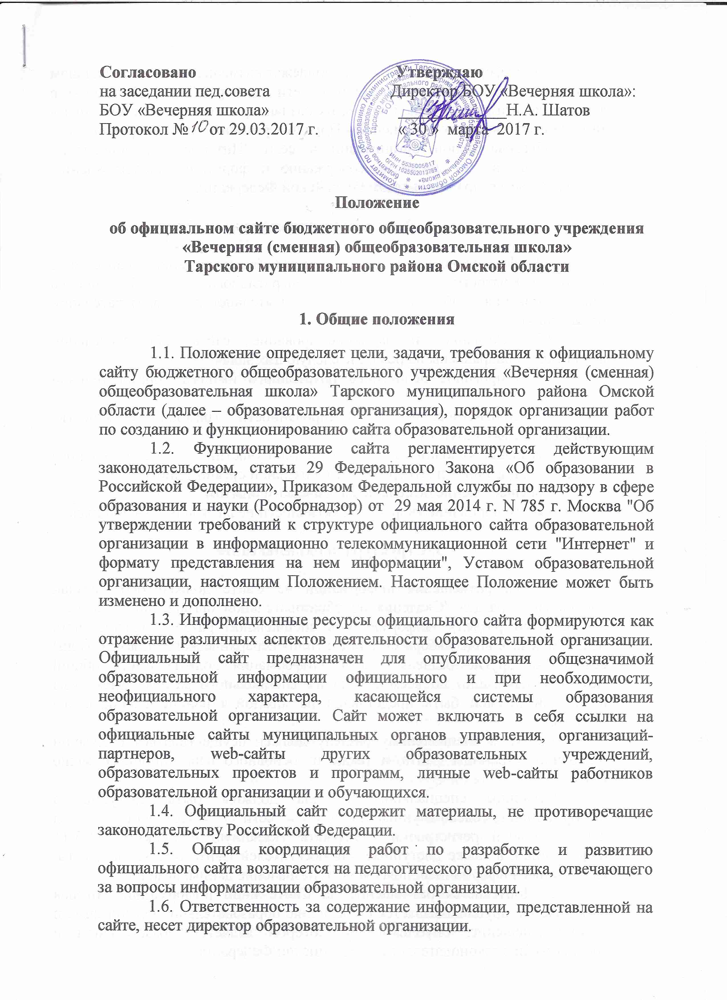 Согласовано
на заседании пед.совета
БОУ «Вечерняя школа»
Протокол № 10 от 29.03.2017 г.
Утверждаю
Директор БОУ «Вечерняя школа»:
Н.А. Шатов
« 30 » марта 2017 г.
Комитет по образованию Администрации Тарского муниципального района Омской области
ИНН 5535005617
ОГРН 1025502013789
Положение
об официальном сайте бюджетного общеобразовательного учреждения
«Вечерняя (сменная) общеобразовательная школа»
Тарского муниципального района Омской области
1. Общие положения
1.1. Положение определяет цели, задачи, требования к официальному
сайту бюджетного общеобразовательного учреждения «Вечерняя (сменная)
общеобразовательная школа» Тарского муниципального района Омской
области (далее – образовательная организация), порядок организации работ
по созданию и функционированию сайта образовательной организации.
1.2. Функционирование сайта регламентируется действующим
законодательством, статьи 29 Федерального Закона «Об образовании в
Российской Федерации», Приказом Федеральной службы по надзору в сфере
образования и науки (Рособрнадзор) от 29 мая 2014 г. N 785 г. Москва "Об
утверждении требований к структуре официального сайта образовательной
организации в информационно телекоммуникационной сети "Интернет" и
формату представления на нем информации", Уставом образовательной
организации, настоящим Положением. Настоящее Положение может быть
изменено и дополнено.
1.3. Информационные ресурсы официального сайта формируются как
отражение различных аспектов деятельности образовательной организации.
Официальный сайт предназначен для опубликования общезначимой
образовательной информации официального и при необходимости,
неофициального характера, касающейся системы образования
образовательной организации. Сайт может включать в себя ссылки на
официальные сайты муниципальных органов управления, организаций-
партнеров, web-сайты других образовательных учреждений,
образовательных проектов и программ, личные web-сайты работников
образовательной организации и обучающихся.
1.4. Официальный сайт содержит материалы, не противоречащие
законодательству Российской Федерации.
1.5. Общая координация работ по разработке и развитию
официального сайта возлагается на педагогического работника, отвечающего
за вопросы информатизации образовательной организации.
1.6. Ответственность за содержание информации, представленной на
сайте, несет директор образовательной организации.